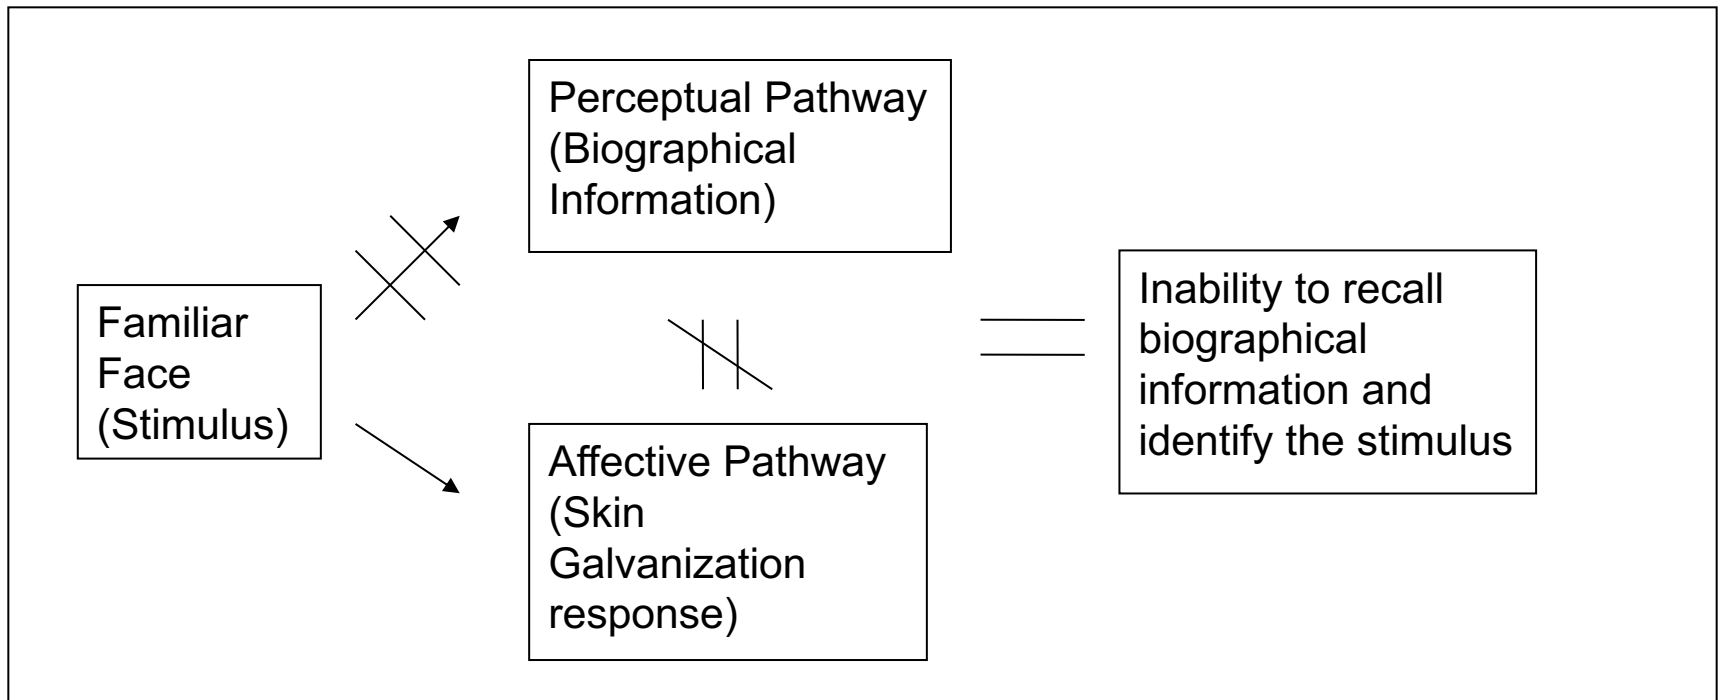 Perceptual Pathway
(Biographical
Information)
Familiar
Face
(Stimulus)
Inability to recall
biographical
information and
identify the stimulus
Affective Pathway
(Skin
Galvanization
response)